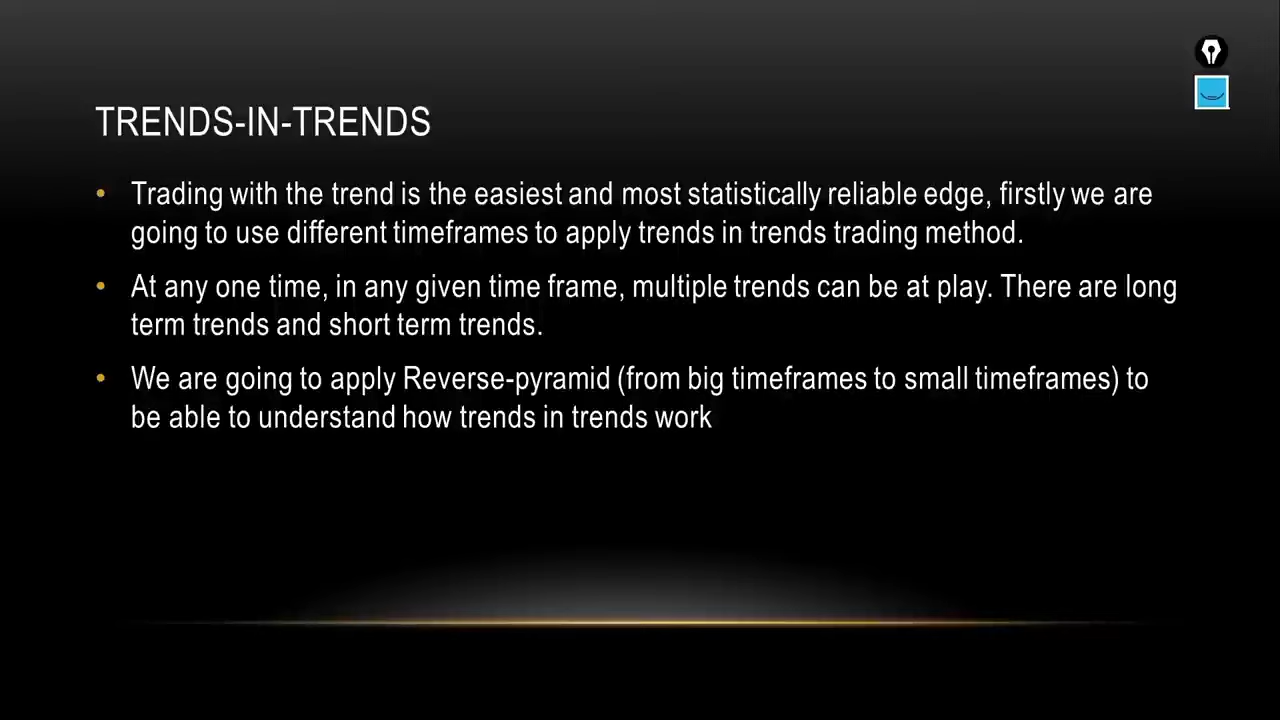 TRENDS-IN-TRENDS
• Trading with the trend is the easiest and most statistically reliable edge, firstly we are
going to use different timeframes to apply trends in trends trading method.
• At any one time, in any given time frame, multiple trends can be at play. There are long
term trends and short term trends.
• We are going to apply Reverse-pyramid (from big timeframes to small timeframes) to
be able to understand how trends in trends work